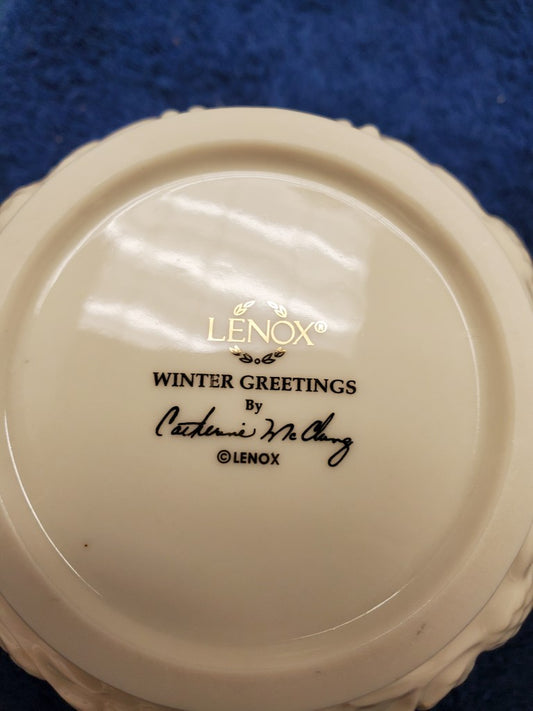 LENOX®
WINTER GREETINGS
By
Catherine McClung
©LENOX